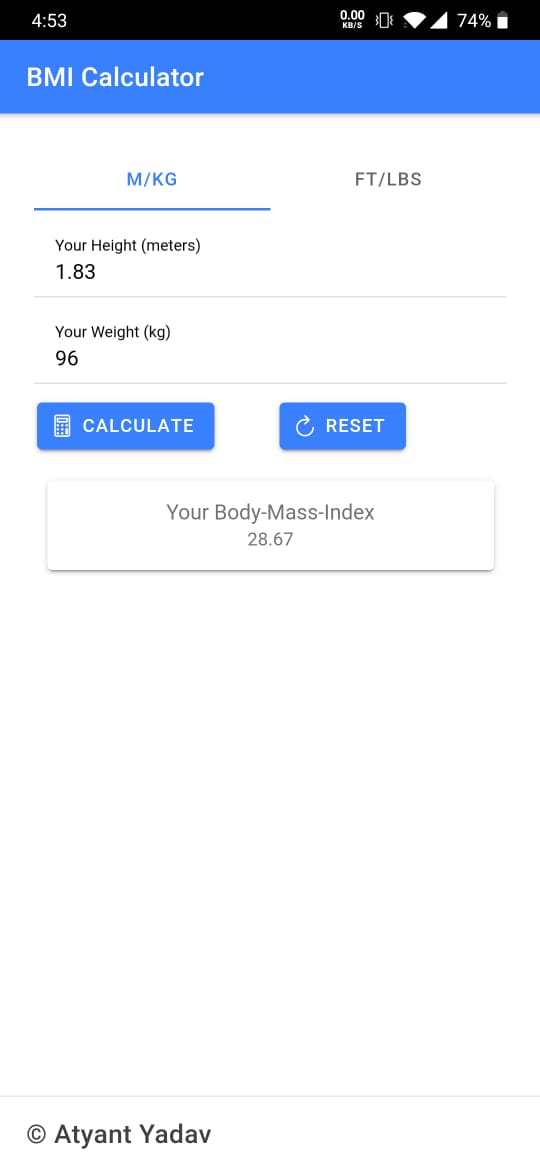 4:53 0.00 KB/S 74%
BMI Calculator
M/KG FT/LBS
Your Height (meters)
1.83
Your Weight (kg)
96
CALCULATE RESET
Your Body-Mass-Index
28.67
© Atyant Yadav